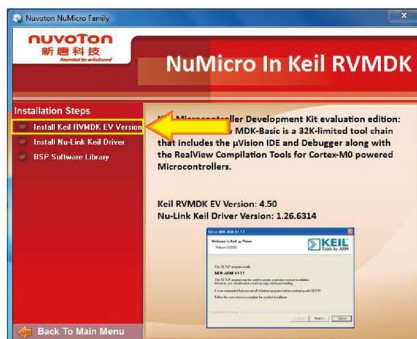 Nuvoton NuMicro Family
nuvoTon
新唐科技
NuMicro In Keil RVMDK
Installation Steps
Install Keil RVMDK EV Version
Install Nu-Link Keil Driver
BSP Software Library
Microcontroller Development Kit evaluation edition:
MDK-Basic is a 32K-limited tool chain
that includes the µVision IDE and Debugger along with
the RealView Compilation Tools for Cortex-M0 powered
Microcontrollers.
Keil RVMDK EV Version: 4.50
Nu-Link Keil Driver Version: 1.26.6314
KEIL
Tools by ARM
Back To Main Menu